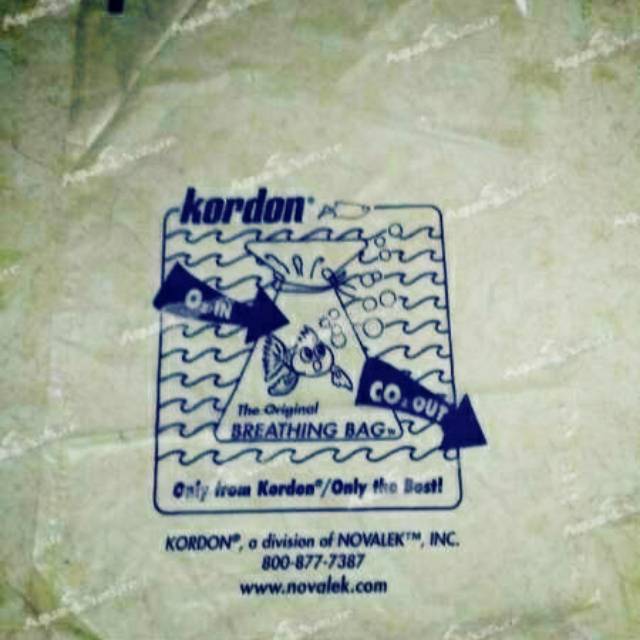 kordon®
O₂ IN
CO₂ OUT
The Original
BREATHING BAG™
Only from Kordon®/Only the Best!
KORDON®, a division of NOVALEK™, INC.
800-877-7387
www.novalek.com